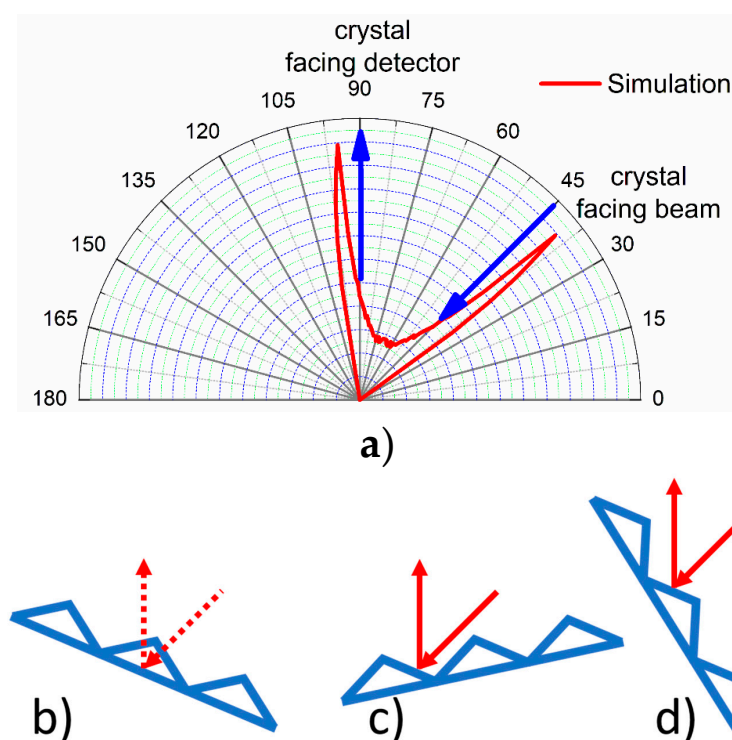 crystal
facing detector
Simulation
90
105
75
120
60
135
45
crystal
facing beam
150
30
165
15
180
0
a)
b)
c)
d)